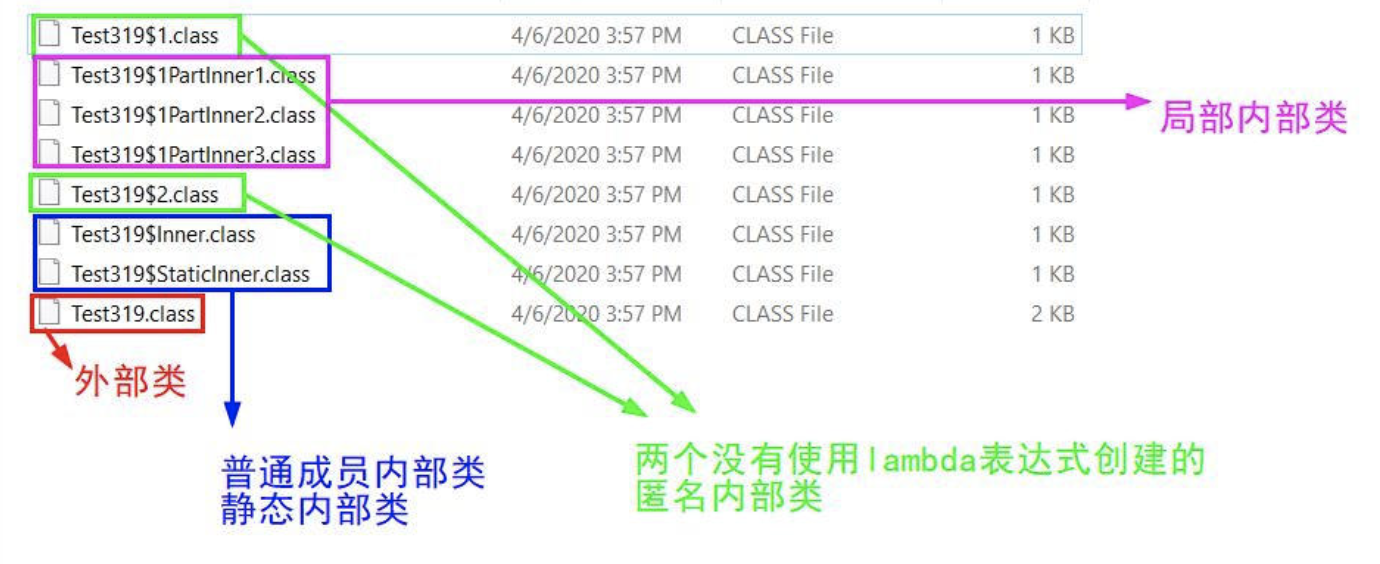 Test319$1.class 4/6/2020 3:57 PM CLASS File 1 KB
Test319$1PartInner1.class 4/6/2020 3:57 PM CLASS File 1 KB
Test319$1PartInner2.class 4/6/2020 3:57 PM CLASS File 1 KB
局部内部类
Test319$1PartInner3.class 4/6/2020 3:57 PM CLASS File 1 KB
Test319$2.class 4/6/2020 3:57 PM CLASS File 1 KB
Test319$Inner.class 4/6/2020 3:57 PM CLASS File 1 KB
Test319$StaticInner.class 4/6/2020 3:57 PM CLASS File 1 KB
Test319.class 4/6/2020 3:57 PM CLASS File 2 KB
外部类
普通成员内部类
静态内部类
两个没有使用lambda表达式创建的
匿名内部类